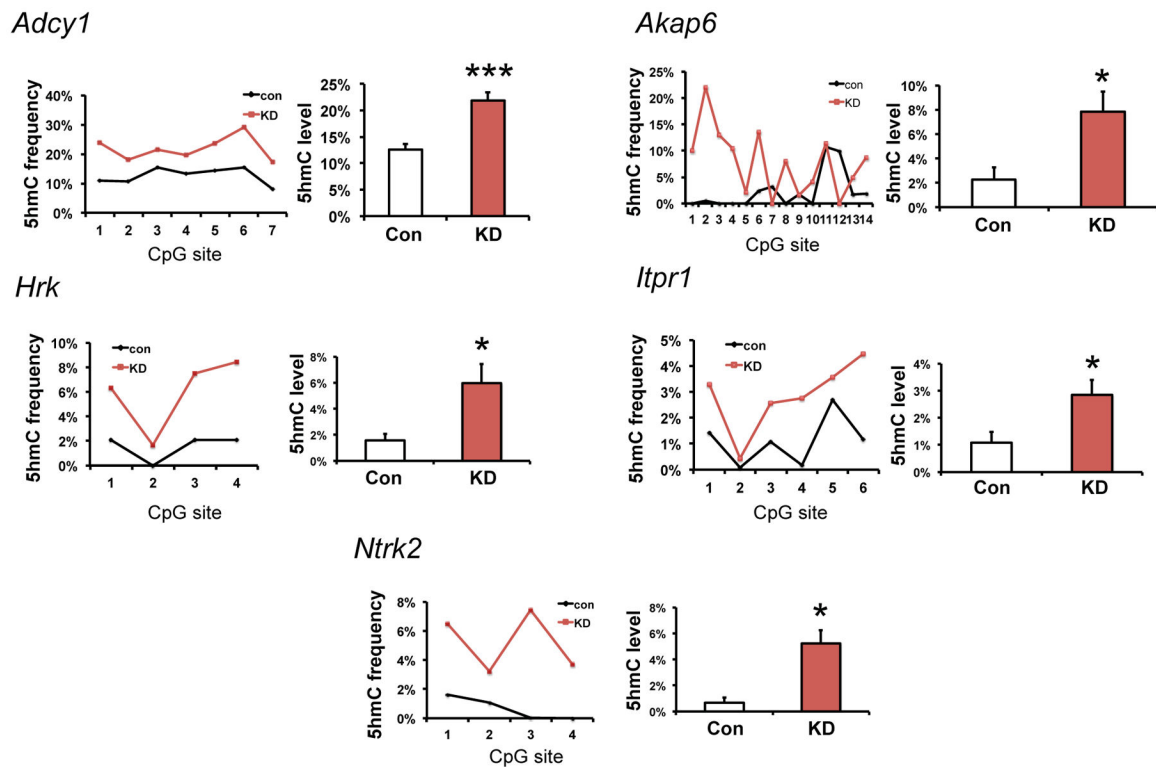 Adcy1
5hmC frequency
40%
30%
20%
10%
0%
con
KD
1 2 3 4 5 6 7
CpG site
5hmC level
25%
20%
15%
10%
5%
0%
***
Con KD
Akap6
5hmC frequency
25%
20%
15%
10%
5%
0%
con
KD
1 2 3 4 5 6 7 8 9 1011121314
CpG site
5hmC level
10%
8%
6%
4%
2%
0%
*
Con KD
Hrk
5hmC frequency
10%
8%
6%
4%
2%
0%
con
KD
1 2 3 4
CpG site
5hmC level
8%
6%
4%
2%
0%
*
Con KD
Itpr1
5hmC frequency
5%
4%
3%
2%
1%
0%
con
KD
1 2 3 4 5 6
CpG site
5hmC level
4%
3%
2%
1%
0%
*
Con KD
Ntrk2
5hmC frequency
8%
6%
4%
2%
0%
con
KD
1 2 3 4
CpG site
5hmC level
8%
6%
4%
2%
0%
*
Con KD